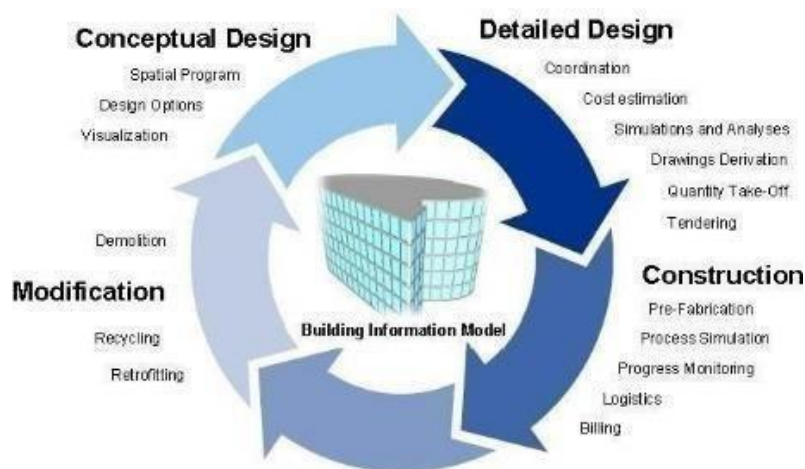 Conceptual Design
Spatial Program
Design Options
Visualization
Detailed Design
Coordination
Cost estimation
Simulations and Analyses
Drawings Derivation
Quantity Take-Off
Tendering
Construction
Pre-Fabrication
Process Simulation
Progress Monitoring
Logistics
Billing
Demolition
Modification
Recycling
Retrofitting
Building Information Model